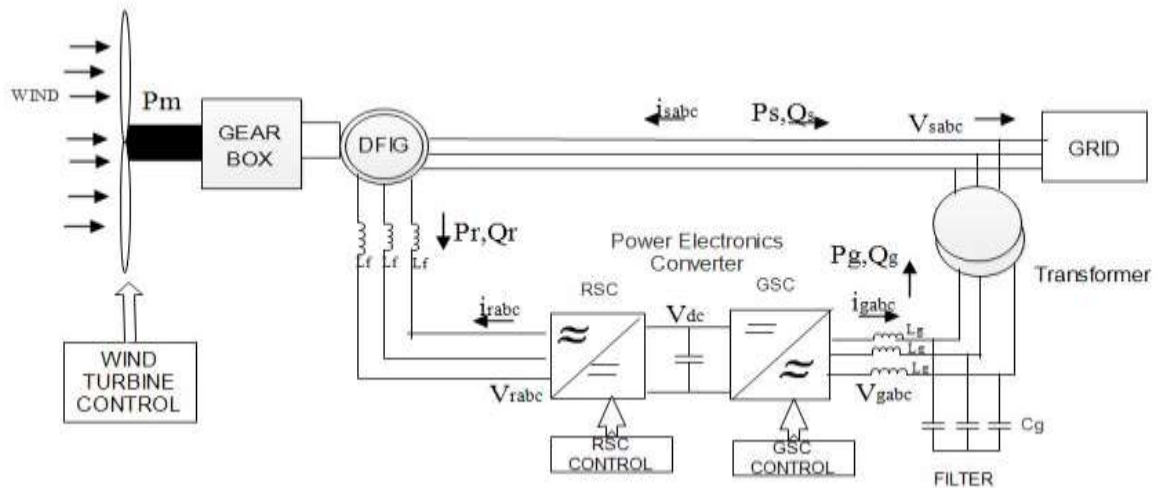 WIND
Pm
GEAR
BOX
DFIG
isabc
Ps,Qs
Vsabc
GRID
Lf
Lf
Lf
Pr,Qr
Power Electronics
Converter
Pg,Qg
Transformer
RSC
GSC
irabc
Vdc
igabc
Lg
Lg
Lg
WIND
TURBINE
CONTROL
Vrabc
Vgabc
Cg
RSC
CONTROL
GSC
CONTROL
FILTER